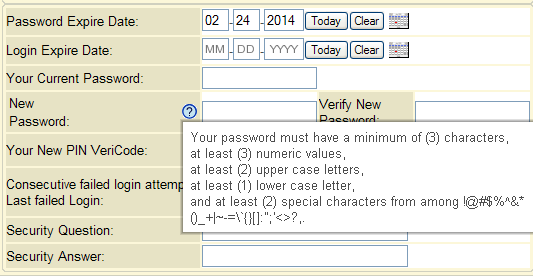 Password Expire Date: 02 - 24 - 2014 Today Clear
Login Expire Date: MM - DD - YYYY Today Clear
Your Current Password:
New Password: ? Verify New Password:
Your password must have a minimum of (3) characters,
at least (3) numeric values,
at least (2) upper case letters,
at least (1) lower case letter,
and at least (2) special characters from among !@#$%^&*
()_+|~-=\`{}[]:";'<>?,.
Your New PIN VeriCode:
Consecutive failed login
Last failed Login:
Security Question:
Security Answer: